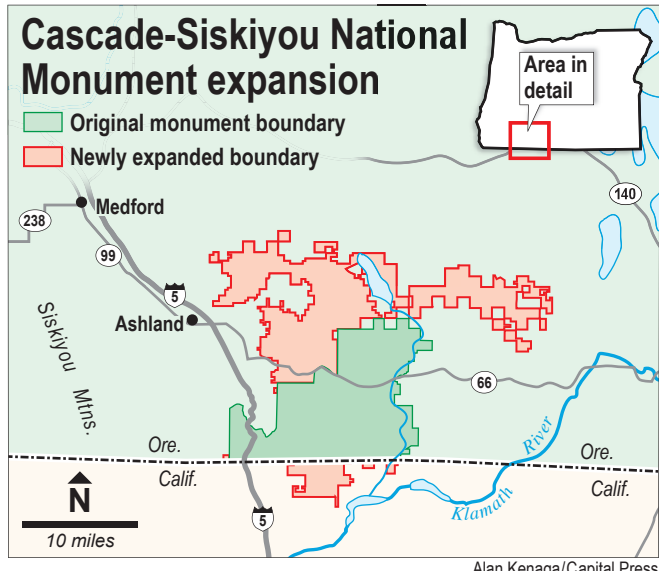 Cascade-Siskiyou National
Monument expansion
Original monument boundary
Newly expanded boundary
Area in
detail
140
238
Medford
99
5
Ashland
Siskiyou Mtns.
66
Klamath River
Ore.
Ore.
Calif.
Calif.
N
10 miles
5
Alan Kenaga/Capital Press